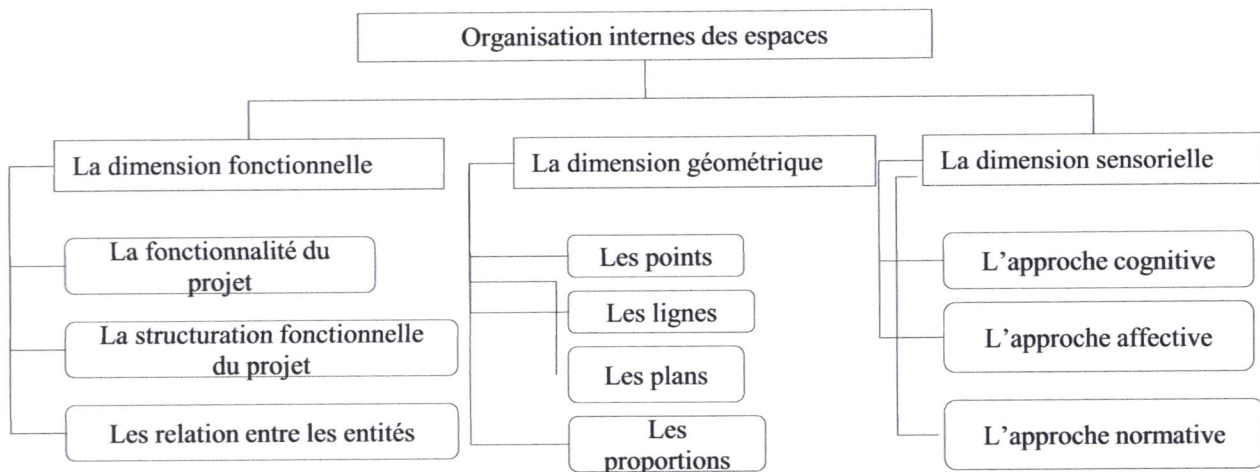 Organisation internes des espaces
La dimension fonctionnelle
La fonctionnalité du
projet
La structuration fonctionnelle
du projet
Les relation entre les entités
La dimension géométrique
Les points
Les lignes
Les plans
Les
proportions
La dimension sensorielle
L'approche cognitive
L'approche affective
L'approche normative